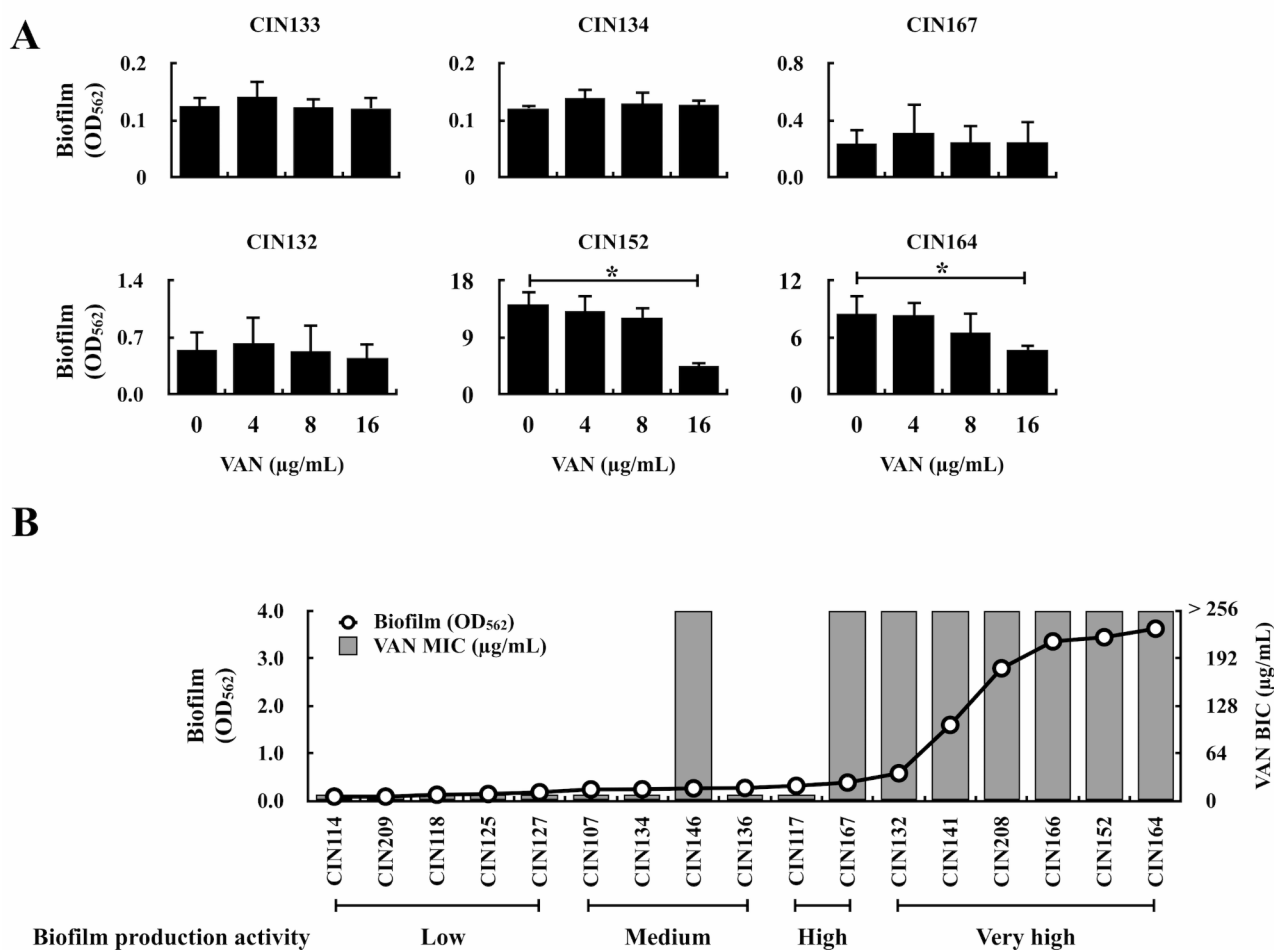 A
CIN133
CIN134
CIN167
Biofilm
(OD562)
0.2
0.1
0
0.2
0.1
0
0.8
0.4
0.0
CIN132
CIN152
CIN164
Biofilm
(OD562)
1.4
0.7
0.0
18
9
0
12
6
0
*
*
0 4 8 16
0 4 8 16
0 4 8 16
VAN (µg/mL)
VAN (µg/mL)
VAN (µg/mL)
B
Biofilm (OD562)
VAN MIC (µg/mL)
Biofilm
(OD562)
4.0
3.0
2.0
1.0
0.0
> 256
192
128
64
0
VAN BIC (µg/mL)
CIN114
CIN209
CIN118
CIN125
CIN127
CIN107
CIN134
CIN146
CIN136
CIN117
CIN167
CIN132
CIN141
CIN208
CIN166
CIN152
CIN164
Biofilm production activity Low Medium High Very high